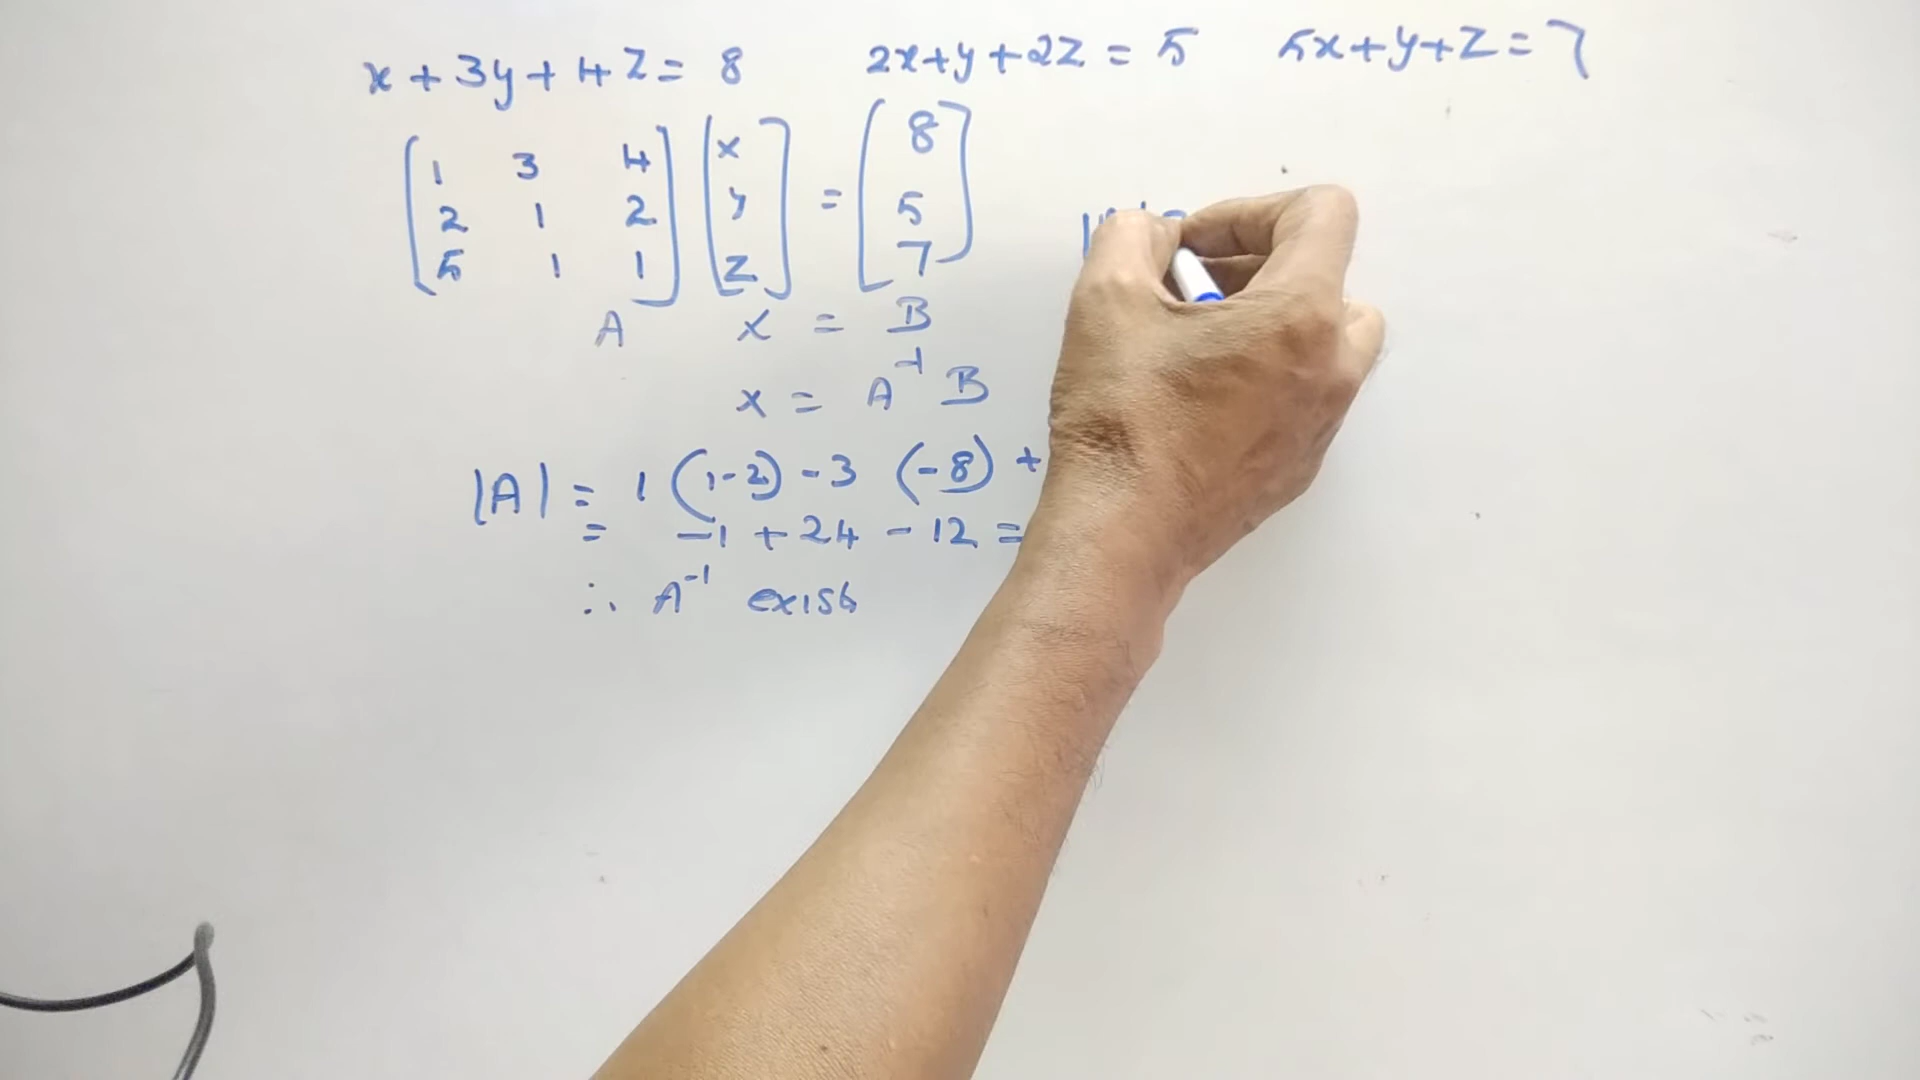 x + 3y + 4z = 8 2x + y + 2z = 5 5x + y + z = 7
[1 3 4] [x] = [8]
[2 1 2] [y] [5]
[5 1 1] [z] [7]
A x = B
x = A⁻¹ B
|A| = 1 (1-2) - 3 (-8) +
= -1 + 24 - 12 =
∴ A⁻¹ exists